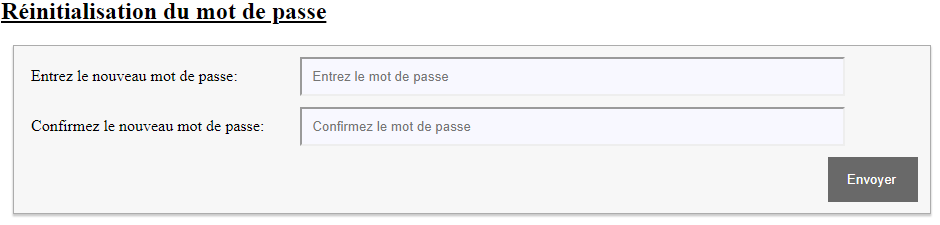 Réinitialisation du mot de passe
Entrez le nouveau mot de passe: Entrez le mot de passe
Confirmez le nouveau mot de passe: Confirmez le mot de passe
Envoyer